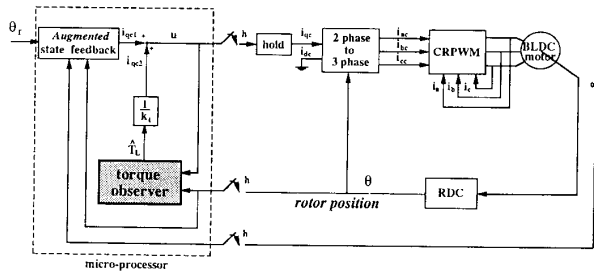 θr
Augmented
state feedback
iqc1
+
+
iqc2
u
h
hold
iqc
idc
2 phase
to
3 phase
iac
ibc
icc
CRPWM
ia ib ic
BLDC
motor
1
kt
T̂L
torque
observer
h
θ
rotor position
RDC
h
micro-processor